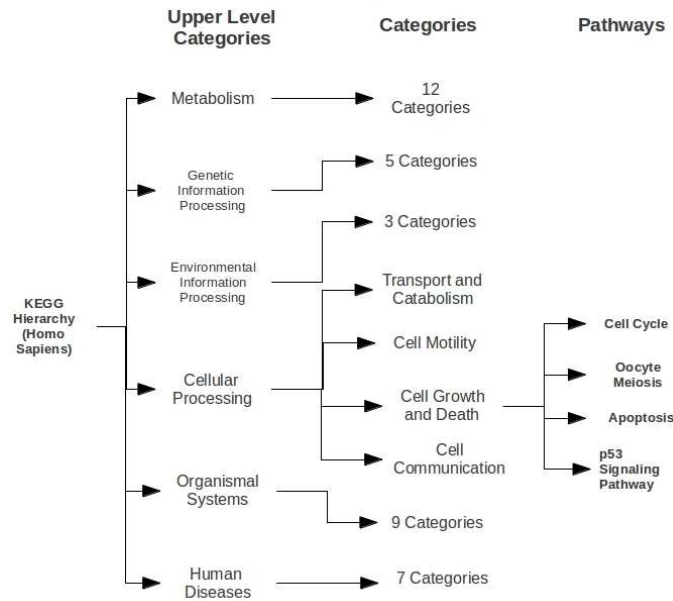 Upper Level
Categories
Categories
Pathways
Metabolism
12
Categories
Genetic
Information
Processing
5 Categories
Environmental
Information
Processing
3 Categories
KEGG
Hierarchy
(Homo
Sapiens)
Cellular
Processing
Transport and
Catabolism
Cell Motility
Cell Growth
and Death
Cell
Communication
Cell Cycle
Oocyte
Meiosis
Apoptosis
p53
Signaling
Pathway
Organismal
Systems
9 Categories
Human
Diseases
7 Categories